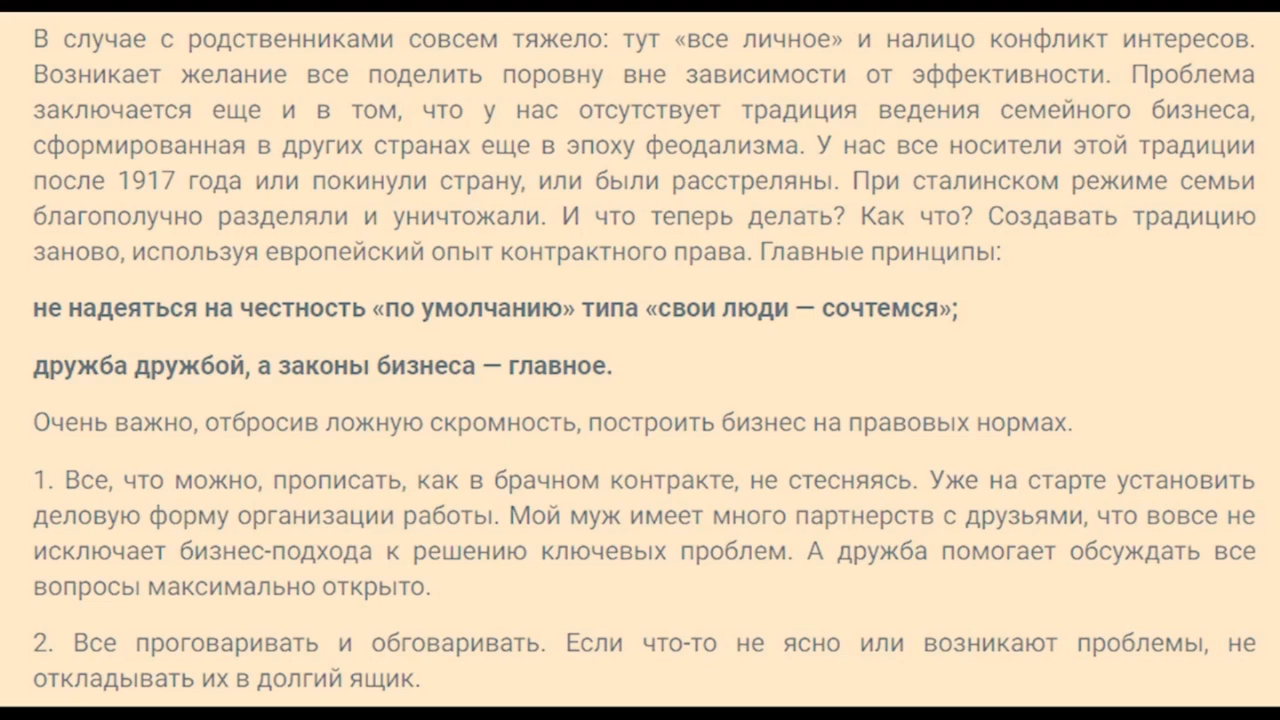 В случае с родственниками совсем тяжело: тут «все личное» и налицо конфликт интересов.
Возникает желание все поделить поровну вне зависимости от эффективности. Проблема
заключается еще и в том, что у нас отсутствует традиция ведения семейного бизнеса,
сформированная в других странах еще в эпоху феодализма. У нас все носители этой традиции
после 1917 года или покинули страну, или были расстреляны. При сталинском режиме семьи
благополучно разделяли и уничтожали. И что теперь делать? Как что? Создавать традицию
заново, используя европейский опыт контрактного права. Главные принципы:
не надеяться на честность «по умолчанию» типа «свои люди — сочтемся»;
дружба дружбой, а законы бизнеса — главное.
Очень важно, отбросив ложную скромность, построить бизнес на правовых нормах.
1. Все, что можно, прописать, как в брачном контракте, не стесняясь. Уже на старте установить
деловую форму организации работы. Мой муж имеет много партнерств с друзьями, что вовсе не
исключает бизнес-подхода к решению ключевых проблем. А дружба помогает обсуждать все
вопросы максимально открыто.
2. Все проговаривать и обговаривать. Если что-то не ясно или возникают проблемы, не
откладывать их в долгий ящик.